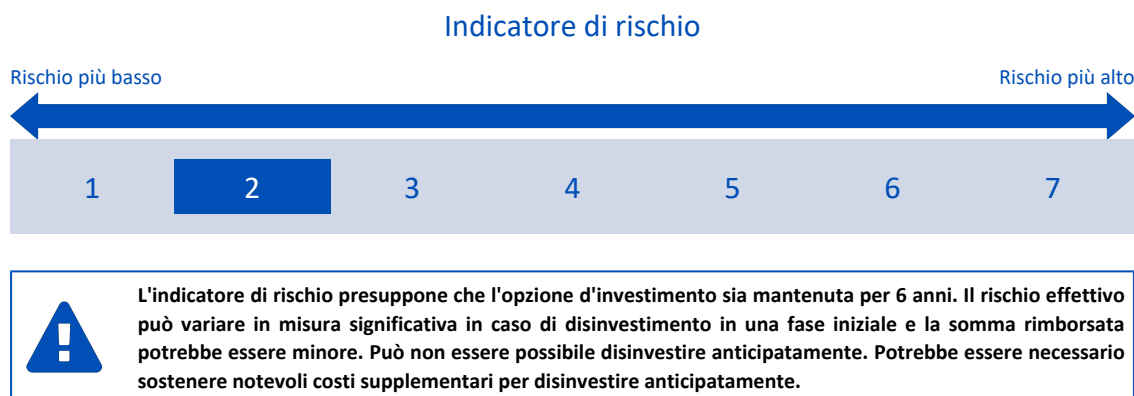 Indicatore di rischio
Rischio più basso Rischio più alto
1 2 3 4 5 6 7
L'indicatore di rischio presuppone che l'opzione d'investimento sia mantenuta per 6 anni. Il rischio effettivo
può variare in misura significativa in caso di disinvestimento in una fase iniziale e la somma rimborsata
potrebbe essere minore. Può non essere possibile disinvestire anticipatamente. Potrebbe essere necessario
sostenere notevoli costi supplementari per disinvestire anticipatamente.